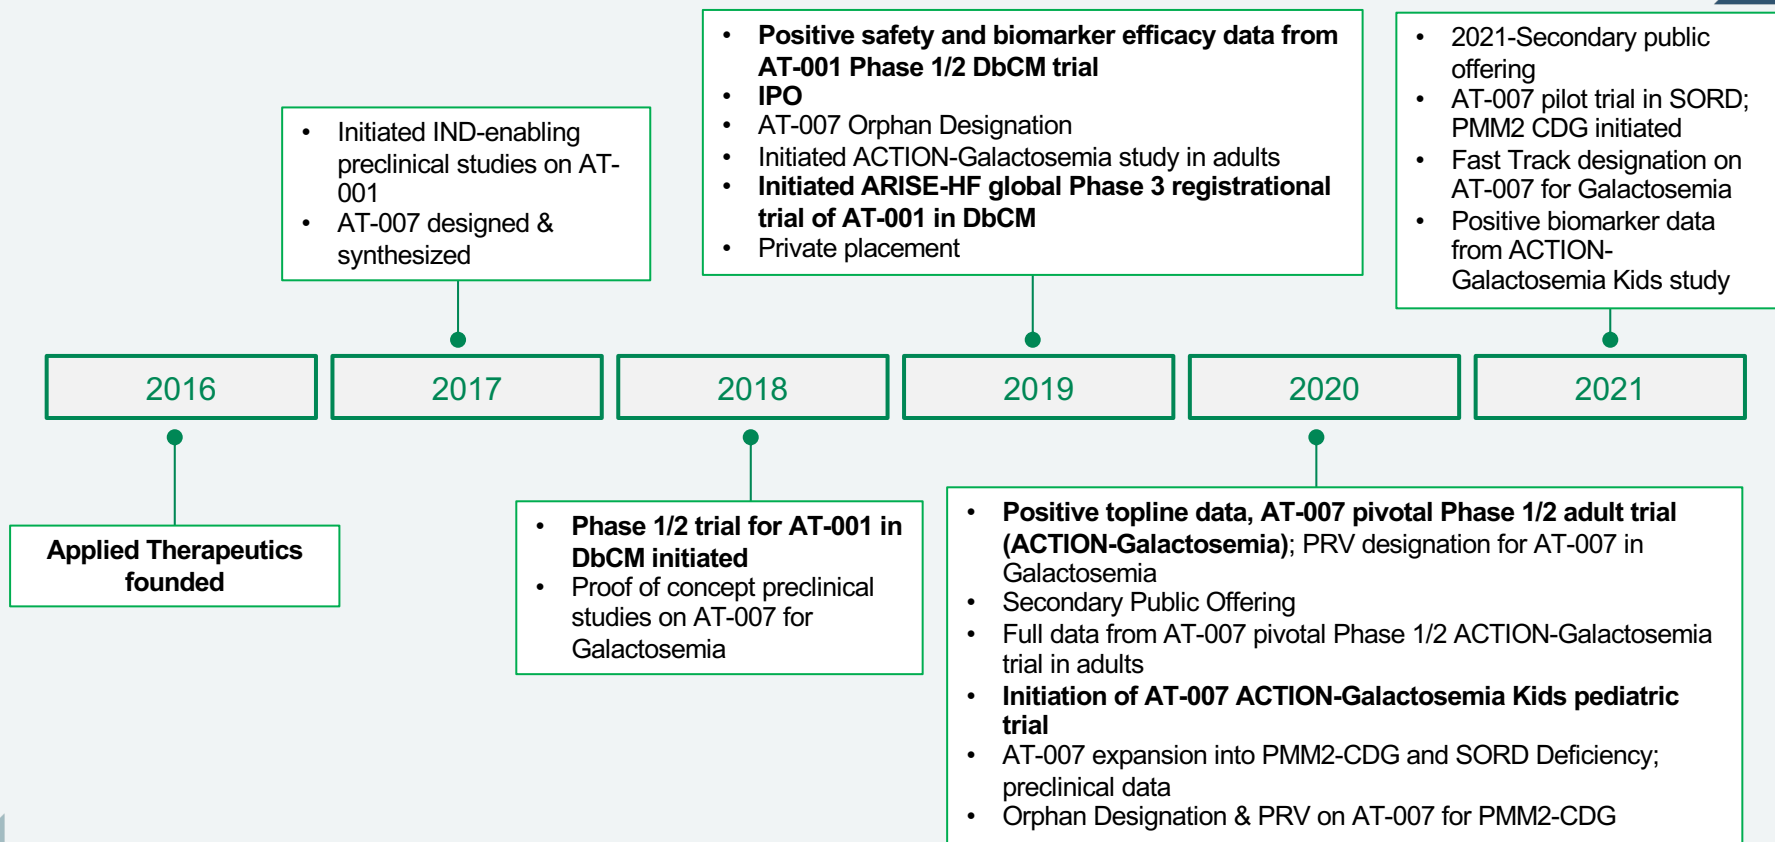 • Positive safety and biomarker efficacy data from
AT-001 Phase 1/2 DbCM trial
• IPO
• AT-007 Orphan Designation
• Initiated ACTION-Galactosemia study in adults
• Initiated ARISE-HF global Phase 3 registrational
trial of AT-001 in DbCM
• Private placement
• 2021-Secondary public
offering
• AT-007 pilot trial in SORD;
PMM2 CDG initiated
• Fast Track designation on
AT-007 for Galactosemia
• Positive biomarker data
from ACTION-
Galactosemia Kids study
• Initiated IND-enabling
preclinical studies on AT-
001
• AT-007 designed &
synthesized
2016
2017
2018
2019
2020
2021
Applied Therapeutics
founded
• Phase 1/2 trial for AT-001 in
DbCM initiated
• Proof of concept preclinical
studies on AT-007 for
Galactosemia
• Positive topline data, AT-007 pivotal Phase 1/2 adult trial
(ACTION-Galactosemia); PRV designation for AT-007 in
Galactosemia
• Secondary Public Offering
• Full data from AT-007 pivotal Phase 1/2 ACTION-Galactosemia
trial in adults
• Initiation of AT-007 ACTION-Galactosemia Kids pediatric
trial
• AT-007 expansion into PMM2-CDG and SORD Deficiency;
preclinical data
• Orphan Designation & PRV on AT-007 for PMM2-CDG